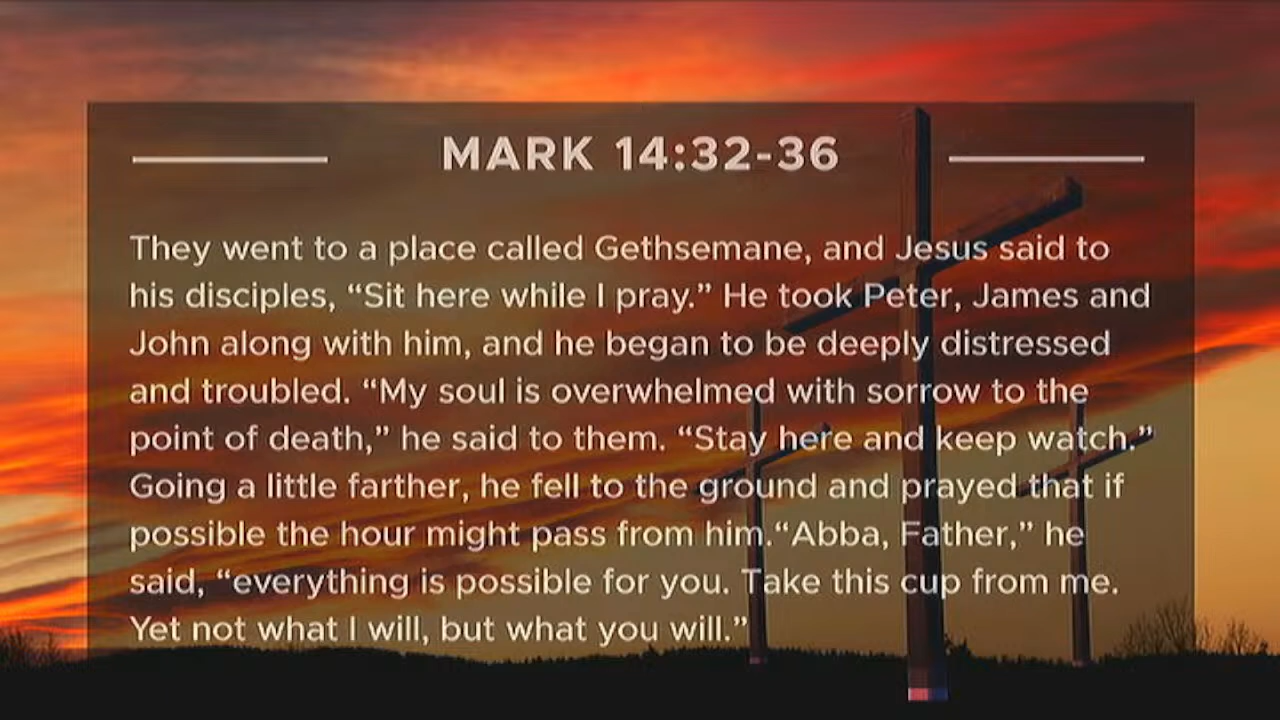 MARK 14:32-36
They went to a place called Gethsemane, and Jesus said to
his disciples, “Sit here while I pray.” He took Peter, James and
John along with him, and he began to be deeply distressed
and troubled. “My soul is overwhelmed with sorrow to the
point of death,” he said to them. “Stay here and keep watch.”
Going a little farther, he fell to the ground and prayed that if
possible the hour might pass from him.“Abba, Father,” he
said, “everything is possible for you. Take this cup from me.
Yet not what I will, but what you will.”